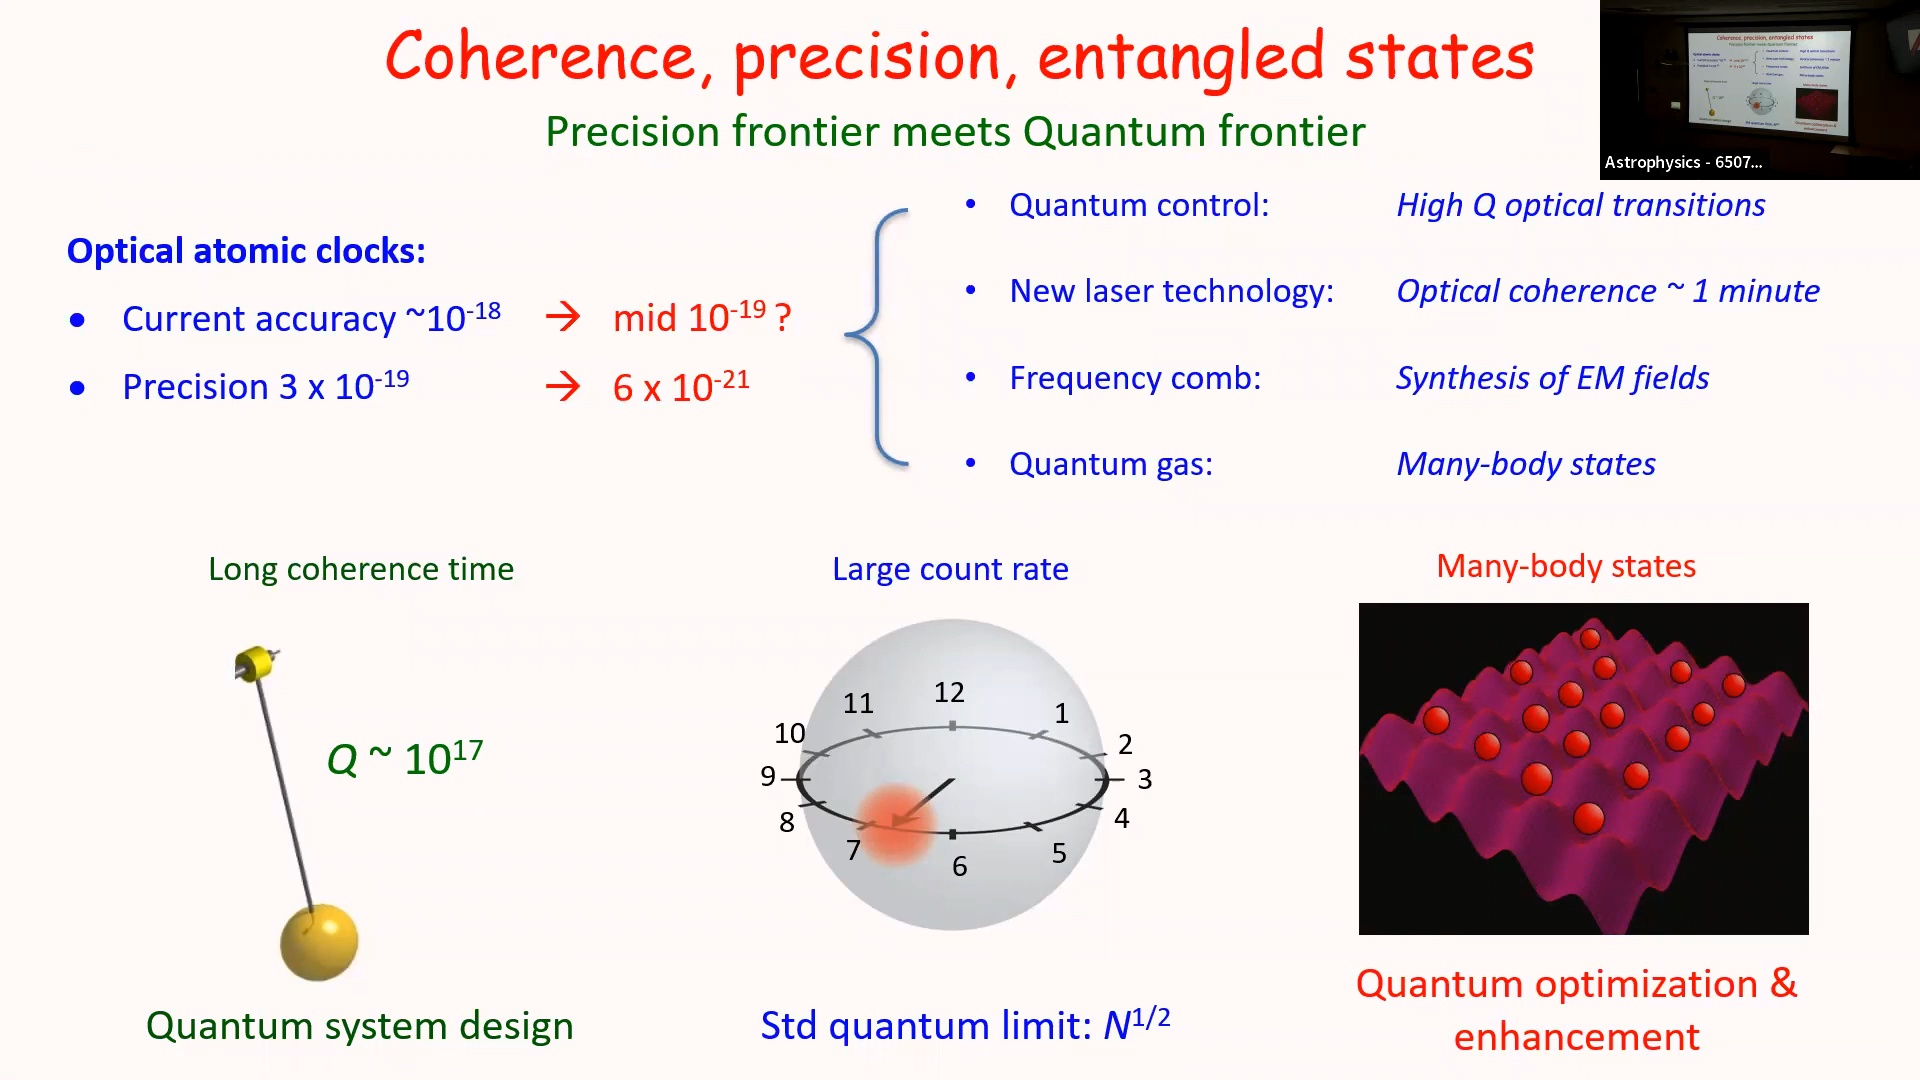 Coherence, precision, entangled states
Precision frontier meets Quantum frontier
Astrophysics - 6507...
Optical atomic clocks:
• Current accuracy ~10⁻¹⁸ → mid 10⁻¹⁹ ?
• Precision 3 x 10⁻¹⁹ → 6 x 10⁻²¹
• Quantum control: High Q optical transitions
• New laser technology: Optical coherence ~ 1 minute
• Frequency comb: Synthesis of EM fields
• Quantum gas: Many-body states
Long coherence time
Q ~ 10¹⁷
Quantum system design
Large count rate
12
11
1
10
2
9
3
8
4
7
5
6
Std quantum limit: N¹/²
Many-body states
Quantum optimization &
enhancement